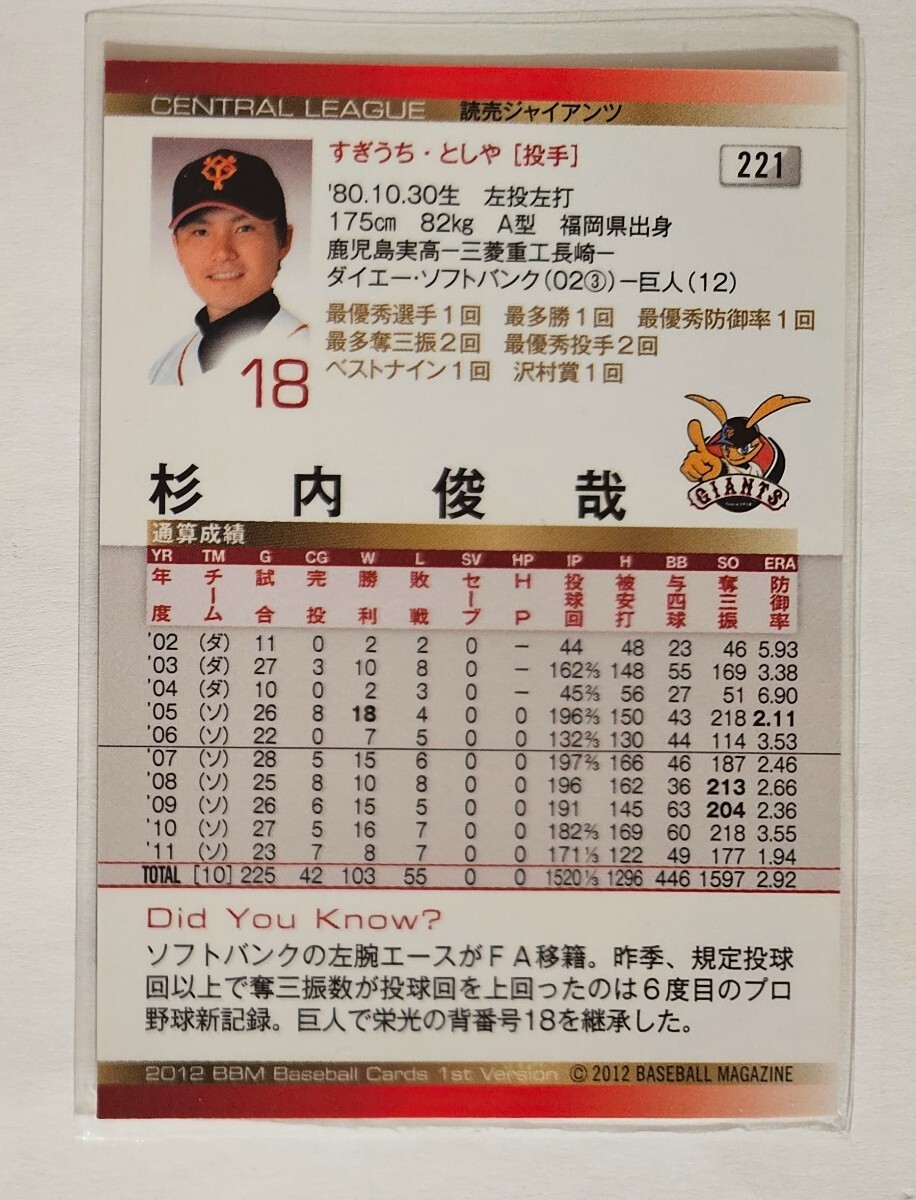 CENTRAL LEAGUE 読売ジャイアンツ
すぎうち・としや［投手］ 221
'80.10.30生 左投左打
175cm 82kg A型 福岡県出身
鹿児島実高ー三菱重工長崎ー
ダイエー・ソフトバンク(02③)ー巨人(12)
最優秀選手1回 最多勝1回 最優秀防御率1回
最多奪三振2回 最優秀投手2回
ベストナイン1回 沢村賞1回
18
GIANTS
杉内俊哉
通算成績
YR TM G CG W L SV HP IP H BB SO ERA
年度 チーム 試合 完投 勝利 敗戦 セーブ HP 投球回 被安打 与四球 奪三振 防御率
'02 (ダ) 11 0 2 2 0 － 44 48 23 46 5.93
'03 (ダ) 27 3 10 8 0 － 162⅔ 148 55 169 3.38
'04 (ダ) 10 0 2 3 0 － 45⅔ 56 27 51 6.90
'05 (ソ) 26 8 18 4 0 0 196⅔ 150 43 218 2.11
'06 (ソ) 22 0 7 5 0 0 132⅔ 130 44 114 3.53
'07 (ソ) 28 5 15 6 0 0 197⅔ 166 46 187 2.46
'08 (ソ) 25 8 10 8 0 0 196 162 36 213 2.66
'09 (ソ) 26 6 15 5 0 0 191 145 63 204 2.36
'10 (ソ) 27 5 16 7 0 0 182⅔ 169 60 218 3.55
'11 (ソ) 23 7 8 7 0 0 171⅓ 122 49 177 1.94
TOTAL [10] 225 42 103 55 0 0 1520⅓ 1296 446 1597 2.92
Did You Know?
ソフトバンクの左腕エースがFA移籍。昨季、規定投球
回以上で奪三振数が投球回を上回ったのは6度目のプロ
野球新記録。巨人で栄光の背番号18を継承した。
2012 BBM Baseball Cards 1st Version © 2012 BASEBALL MAGAZINE